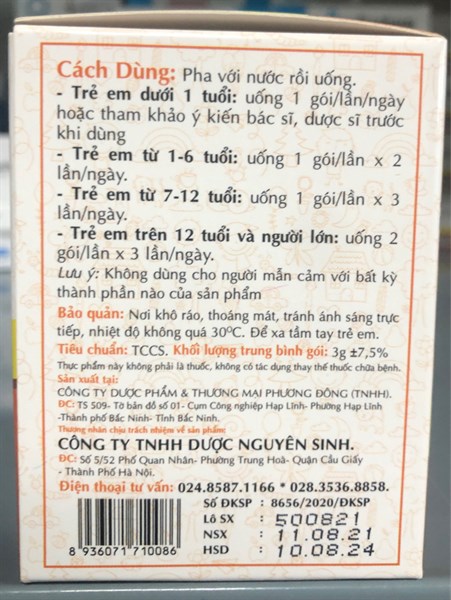 Cách Dùng: Pha với nước rồi uống.
- Trẻ em dưới 1 tuổi: uống 1 gói/lần/ngày
hoặc tham khảo ý kiến bác sĩ, dược sĩ trước
khi dùng
- Trẻ em từ 1-6 tuổi: uống 1 gói/lần x 2
lần/ngày.
- Trẻ em từ 7-12 tuổi: uống 1 gói/lần x 3
lần/ngày.
- Trẻ em trên 12 tuổi và người lớn: uống 2
gói/lần x 3 lần/ngày.
Lưu ý: Không dùng cho người mẫn cảm với bất kỳ
thành phần nào của sản phẩm
Bảo quản: Nơi khô ráo, thoáng mát, tránh ánh sáng trực
tiếp, nhiệt độ không quá 30ºC. Để xa tầm tay trẻ em.
Tiêu chuẩn: TCCS. Khối lượng trung bình gói: 3g ±7,5%
Thực phẩm này không phải là thuốc, không có tác dụng thay thế thuốc chữa bệnh.
Sản xuất tại:
CÔNG TY DƯỢC PHẨM & THƯƠNG MẠI PHƯƠNG ĐÔNG (TNHH).
ĐC: TS 509- Tờ bản đồ số 01- Cụm Công nghiệp Hạp Lĩnh- Phường Hạp Lĩnh
-Thành phố Bắc Ninh- Tỉnh Bắc Ninh.
Thương nhân chịu trách nhiệm về sản phẩm:
CÔNG TY TNHH DƯỢC NGUYÊN SINH.
ĐC: Số 5/52 Phố Quan Nhân- Phường Trung Hoà- Quận Cầu Giấy
- Thành Phố Hà Nội.
Điện thoại tư vấn: 024.8587.1166 * 028.3536.8858.
Số ĐKSP : 8656/2020/ĐKSP
Lô SX : 500821
NSX : 11.08.21
HSD : 10.08.24
8 936071 710086